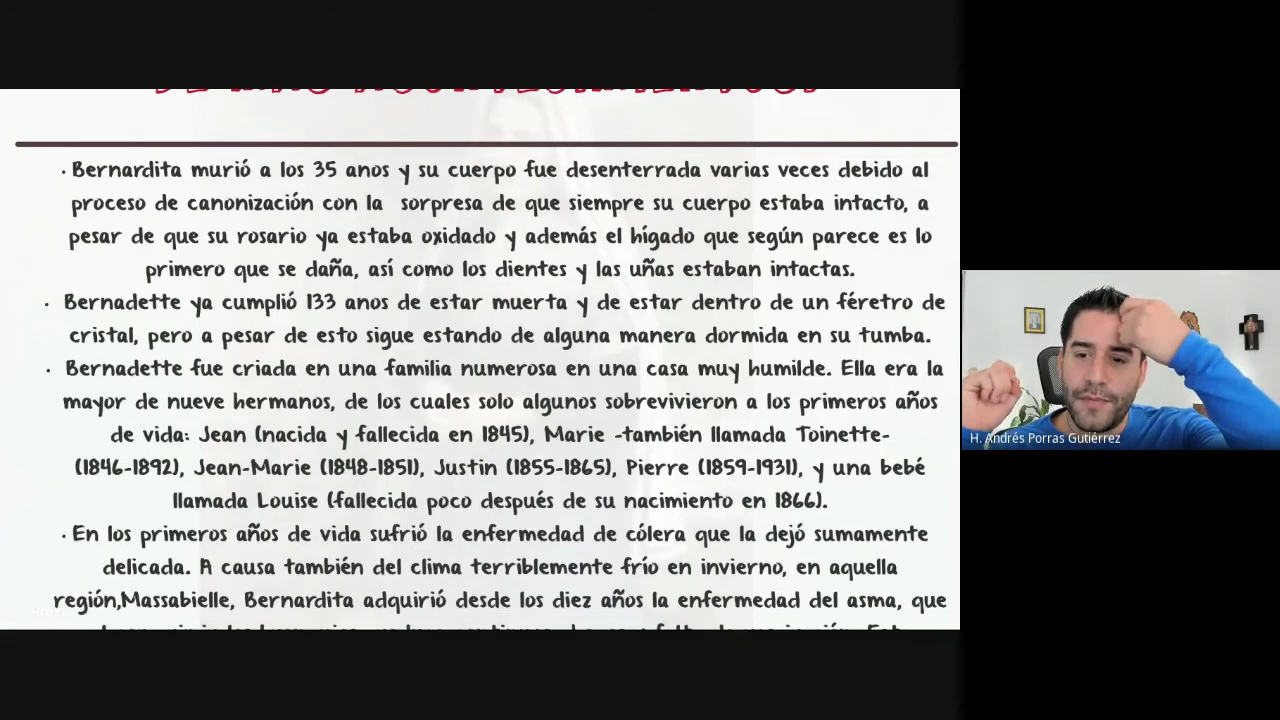 · Bernardita murió a los 35 anos y su cuerpo fue desenterrada varias veces debido al
proceso de canonización con la sorpresa de que siempre su cuerpo estaba intacto, a
pesar de que su rosario ya estaba oxidado y además el hígado que según parece es lo
primero que se daña, así como los dientes y las uñas estaban intactas.
· Bernadette ya cumplió 133 anos de estar muerta y de estar dentro de un féretro de
cristal, pero a pesar de esto sigue estando de alguna manera dormida en su tumba.
· Bernadette fue criada en una familia numerosa en una casa muy humilde. Ella era la
mayor de nueve hermanos, de los cuales solo algunos sobrevivieron a los primeros años
de vida: Jean (nacida y fallecida en 1845), Marie -también llamada Toinette-
(1846-1892), Jean-Marie (1848-1851), Justin (1855-1865), Pierre (1859-1931), y una bebé
llamada Louise (fallecida poco después de su nacimiento en 1866).
· En los primeros años de vida sufrió la enfermedad de cólera que la dejó sumamente
delicada. A causa también del clima terriblemente frío en invierno, en aquella
región,Massabielle, Bernardita adquirió desde los diez años la enfermedad del asma, que
H. Andrés Porras Gutiérrez